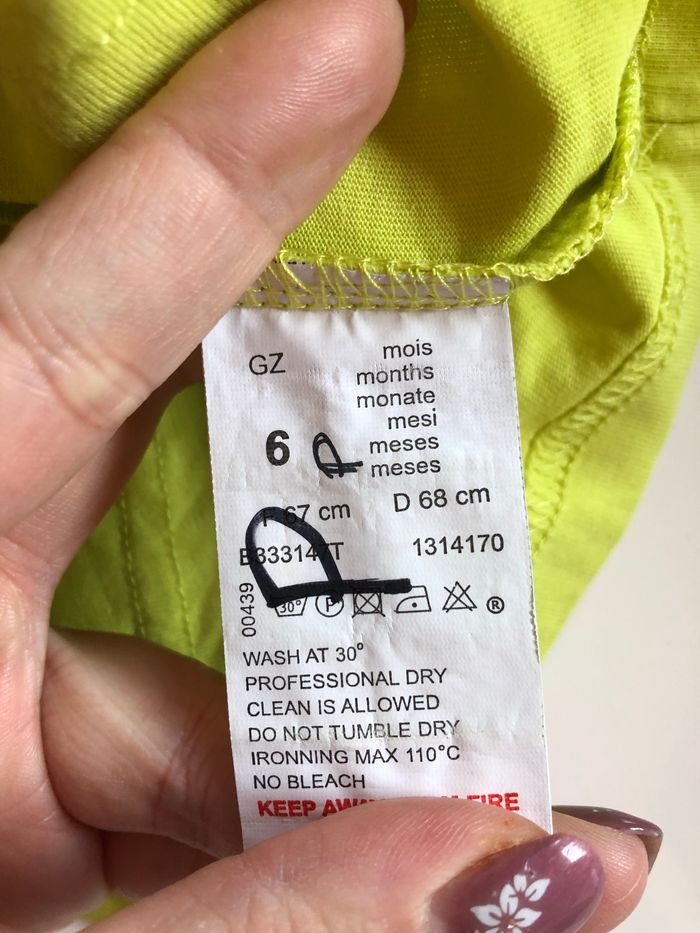 GZ
mois
months
monate
mesi
6 meses
meses
67 cm D 68 cm
1314170
00439
30° P ®
WASH AT 30°
PROFESSIONAL DRY
CLEAN IS ALLOWED
DO NOT TUMBLE DRY
IRONNING MAX 110°C
NO BLEACH
KEEP FIRE